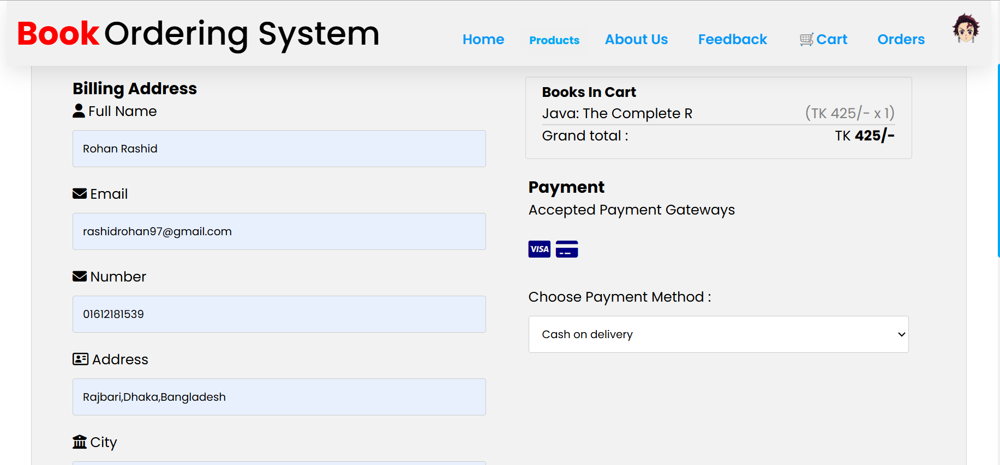 Book Ordering System
Home
Products
About Us
Feedback
Cart
Orders
Billing Address
Full Name
Rohan Rashid
Email
rashidrohan97@gmail.com
Number
01612181539
Address
Rajbari,Dhaka,Bangladesh
City
Books In Cart
Java: The Complete R (TK 425/- x 1)
Grand total : TK 425/-
Payment
Accepted Payment Gateways
VISA
Choose Payment Method :
Cash on delivery